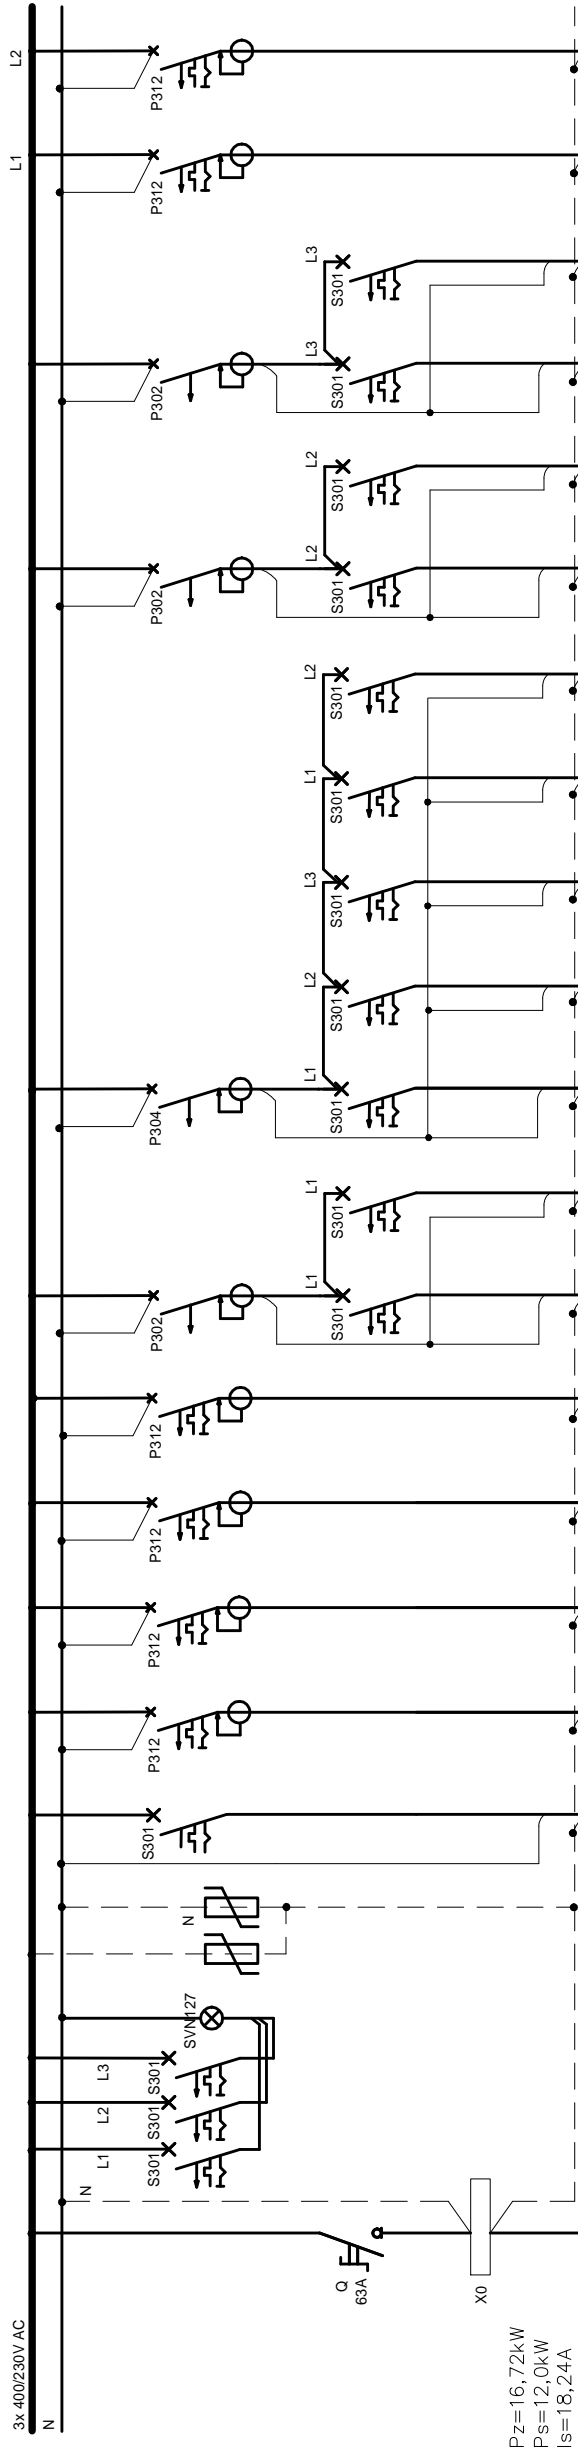 3x 400/230V AC
N
Pz=16,72kW
Ps=12,0kW
Is=18,24A
Q
63A
X0
N
L1
S301
L2
S301
L3
S301
SVN127
N
S301
P312
P312
P312
P312
P302
L1
S301
L1
S301
P304
L1
S301
L2
S301
L3
S301
L1
S301
L2
S301
P302
L2
S301
L2
S301
P302
L3
S301
L3
S301
L1
P312
L2
P312